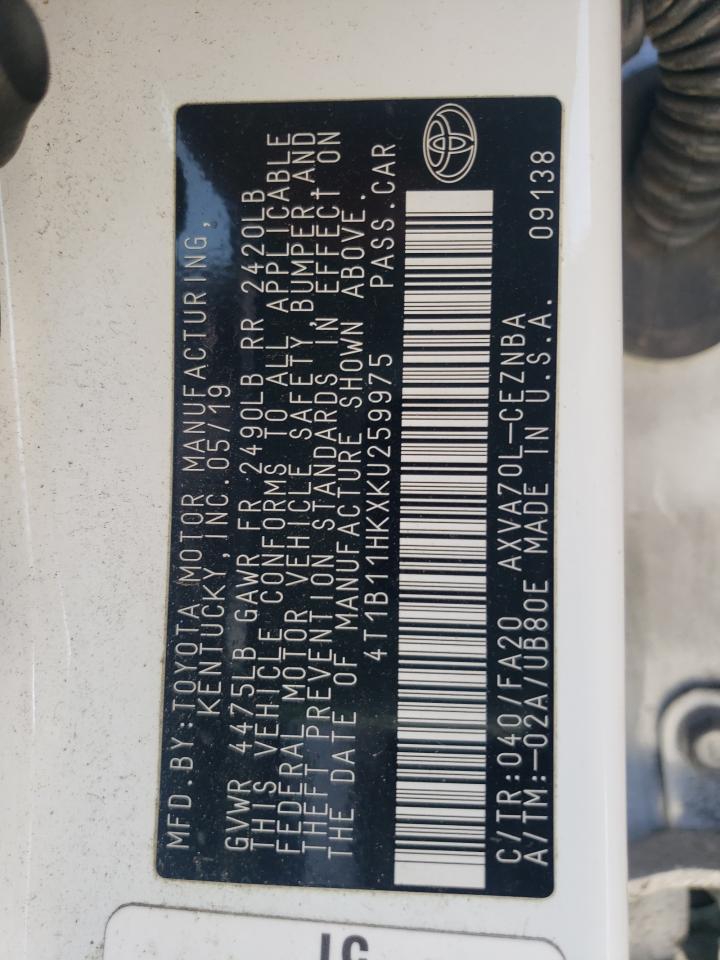 MFD.BY:TOYOTA MOTOR MANUFACTURING,
KENTUCKY,INC.05/19
GVWR 4475LB GAWR FR 2490LB RR 2420LB
THIS VEHICLE CONFORMS TO ALL APPLICABLE
FEDERAL MOTOR VEHICLE SAFETY,BUMPER AND
THEFT PREVENTION STANDARDS IN EFFECT ON
THE DATE OF MANUFACTURE SHOWN ABOVE.
4T1B11HKXKU259975 PASS.CAR
C/TR:040/FA20 AXVA70L-CEZNBA 09138
A/TM:-02A/UB80E MADE IN U.S.A.